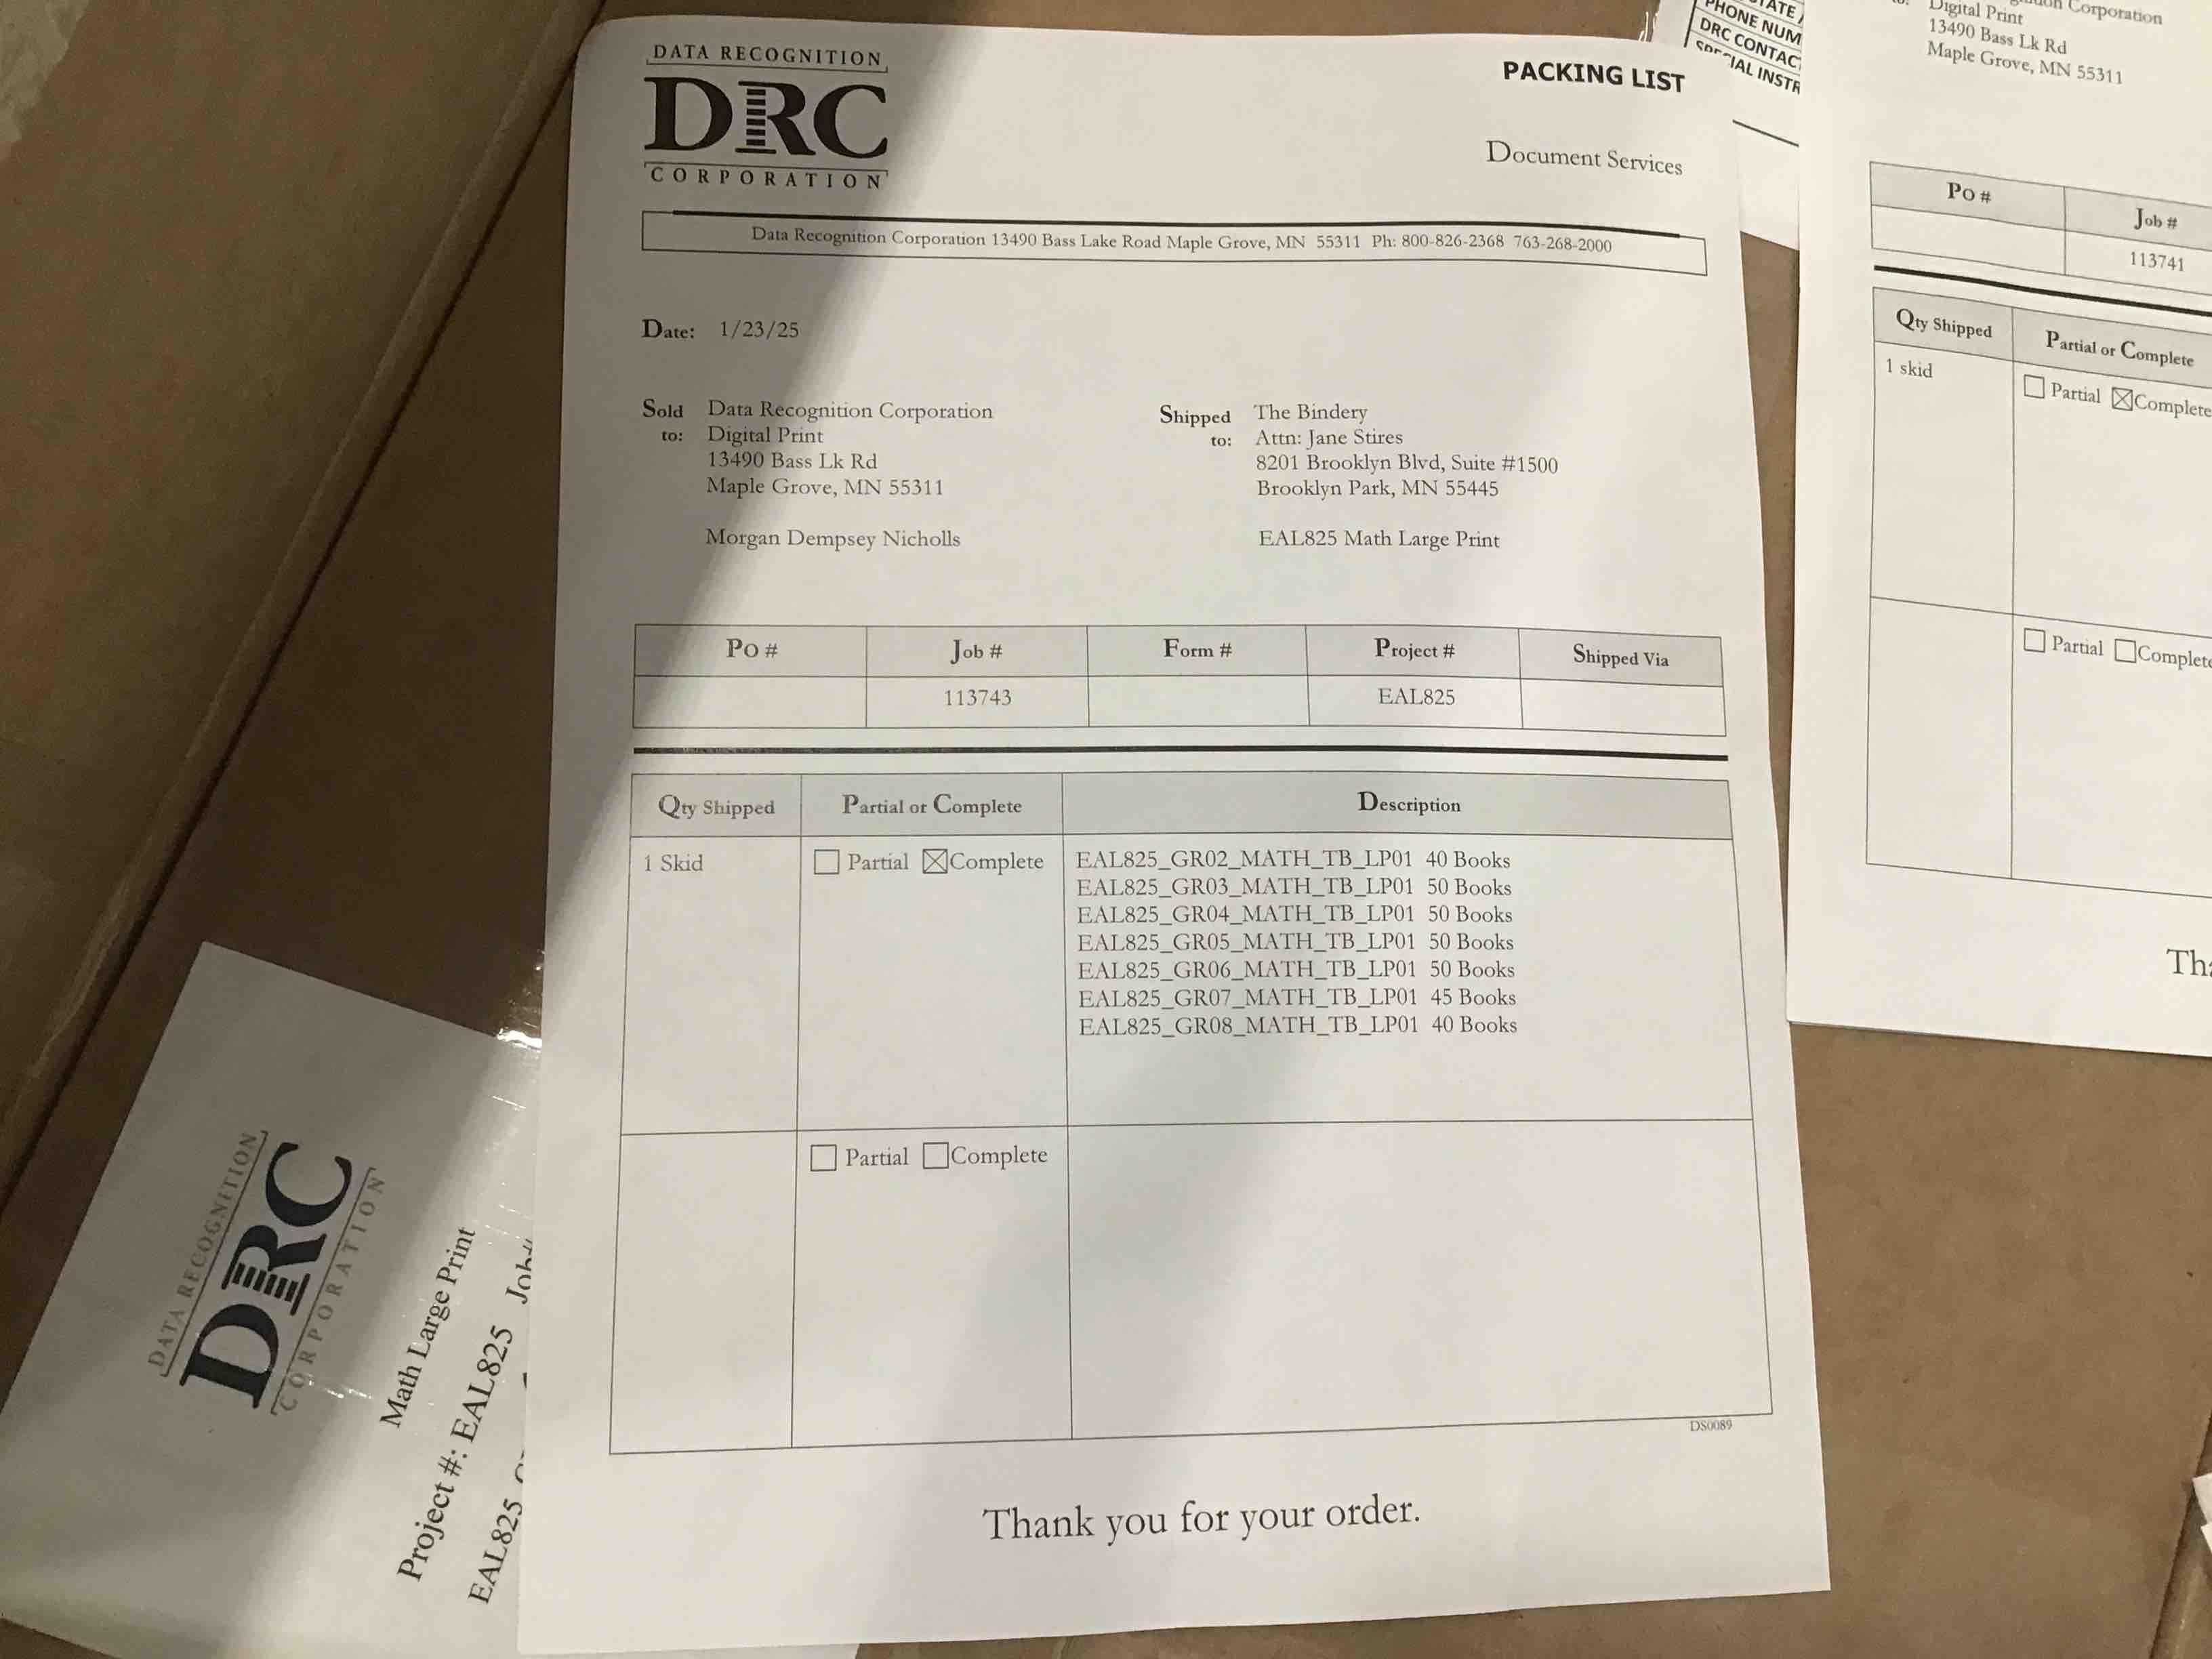 DATA RECOGNITION
DRC
CORPORATION
PACKING LIST
Document Services
Data Recognition Corporation 13490 Bass Lake Road Maple Grove, MN 55311 Ph: 800-826-2368 763-268-2000
Date: 1/23/25
Sold to: Data Recognition Corporation
Digital Print
13490 Bass Lk Rd
Maple Grove, MN 55311
Morgan Dempsey Nicholls
Shipped to: The Bindery
Attn: Jane Stires
8201 Brooklyn Blvd, Suite #1500
Brooklyn Park, MN 55445
EAL825 Math Large Print
Po # Job # Form # Project # Shipped Via
113743 EAL825
Qty Shipped Partial or Complete Description
1 Skid Partial Complete EAL825_GR02_MATH_TB_LP01 40 Books
EAL825_GR03_MATH_TB_LP01 50 Books
EAL825_GR04_MATH_TB_LP01 50 Books
EAL825_GR05_MATH_TB_LP01 50 Books
EAL825_GR06_MATH_TB_LP01 50 Books
EAL825_GR07_MATH_TB_LP01 45 Books
EAL825_GR08_MATH_TB_LP01 40 Books
Partial Complete
DS0089
Thank you for your order.
PHONE NUM
DRC CONTAC
IAL INSTR
Corporation
Digital Print
13490 Bass Lk Rd
Maple Grove, MN 55311
Po # Job #
113741
Qty Shipped Partial or Complete
1 skid Partial Complete
Partial Complete
Tha
DATA RECOGNITION
DRC
CORPORATION
Math Large Print
Project #: EAL825 Job#
EAL825